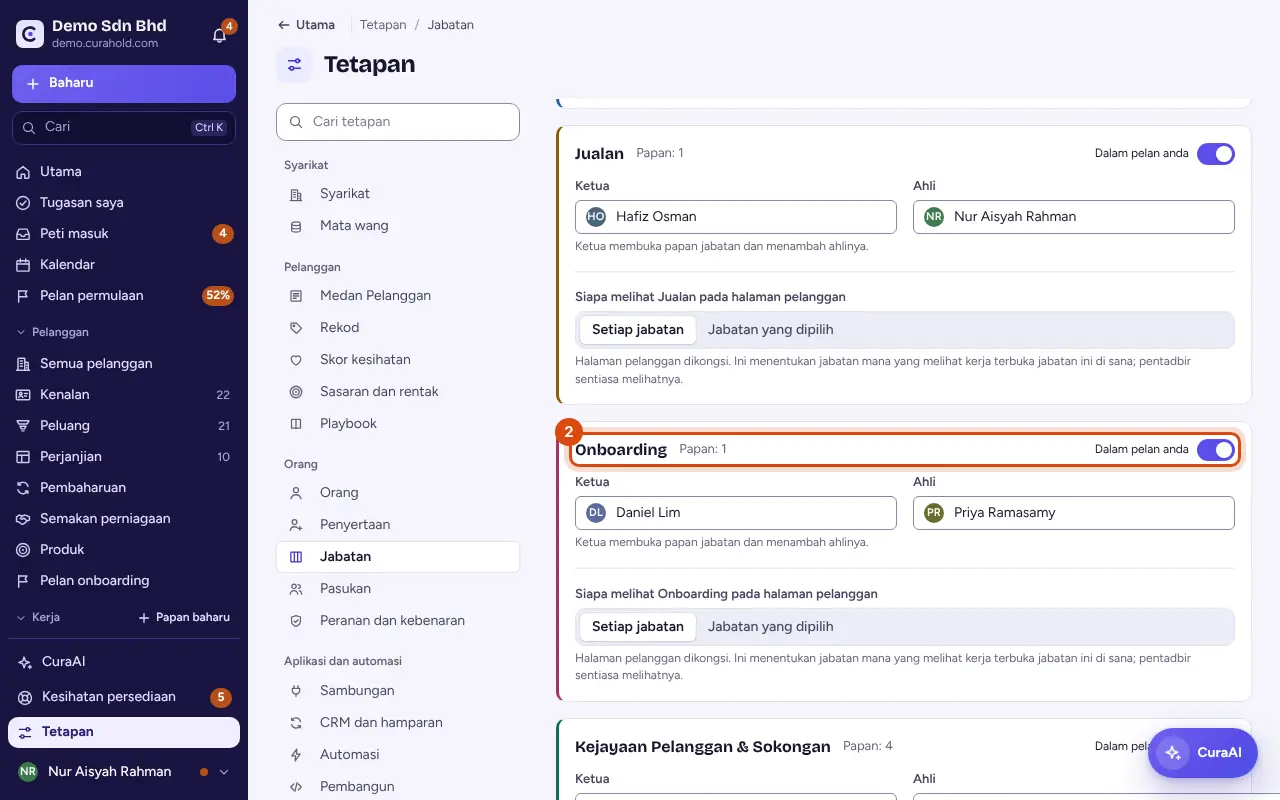 Demo Sdn Bhd
demo.curahold.com
4
Baharu
Cari
Ctrl K
Utama
Tugasan saya
Peti masuk
4
Kalendar
Pelan permulaan
52%
Pelanggan
Semua pelanggan
Kenalan
22
Peluang
21
Perjanjian
10
Pembaharuan
Semakan perniagaan
Produk
Pelan onboarding
Kerja
Papan baharu
CuraAI
Kesihatan persediaan
5
Tetapan
NR
Nur Aisyah Rahman
Utama
Tetapan / Jabatan
Tetapan
Cari tetapan
Syarikat
Syarikat
Mata wang
Pelanggan
Medan Pelanggan
Rekod
Skor kesihatan
Sasaran dan rentak
Playbook
Orang
Orang
Penyertaan
Jabatan
Pasukan
Peranan dan kebenaran
Aplikasi dan automasi
Sambungan
CRM dan hamparan
Automasi
Pembangun
Jualan
Papan: 1
Dalam pelan anda
Ketua
Ahli
HO
Hafiz Osman
NR
Nur Aisyah Rahman
Ketua membuka papan jabatan dan menambah ahlinya.
Siapa melihat Jualan pada halaman pelanggan
Setiap jabatan
Jabatan yang dipilih
Halaman pelanggan dikongsi. Ini menentukan jabatan mana yang melihat kerja terbuka jabatan ini di sana; pentadbir
sentiasa melihatnya.
2
Onboarding
Papan: 1
Dalam pelan anda
Ketua
Ahli
DL
Daniel Lim
PR
Priya Ramasamy
Ketua membuka papan jabatan dan menambah ahlinya.
Siapa melihat Onboarding pada halaman pelanggan
Setiap jabatan
Jabatan yang dipilih
Halaman pelanggan dikongsi. Ini menentukan jabatan mana yang melihat kerja terbuka jabatan ini di sana; pentadbir
sentiasa melihatnya.
Kejayaan Pelanggan & Sokongan
Papan: 4
Dalam
CuraAI
Ketua
Ahli